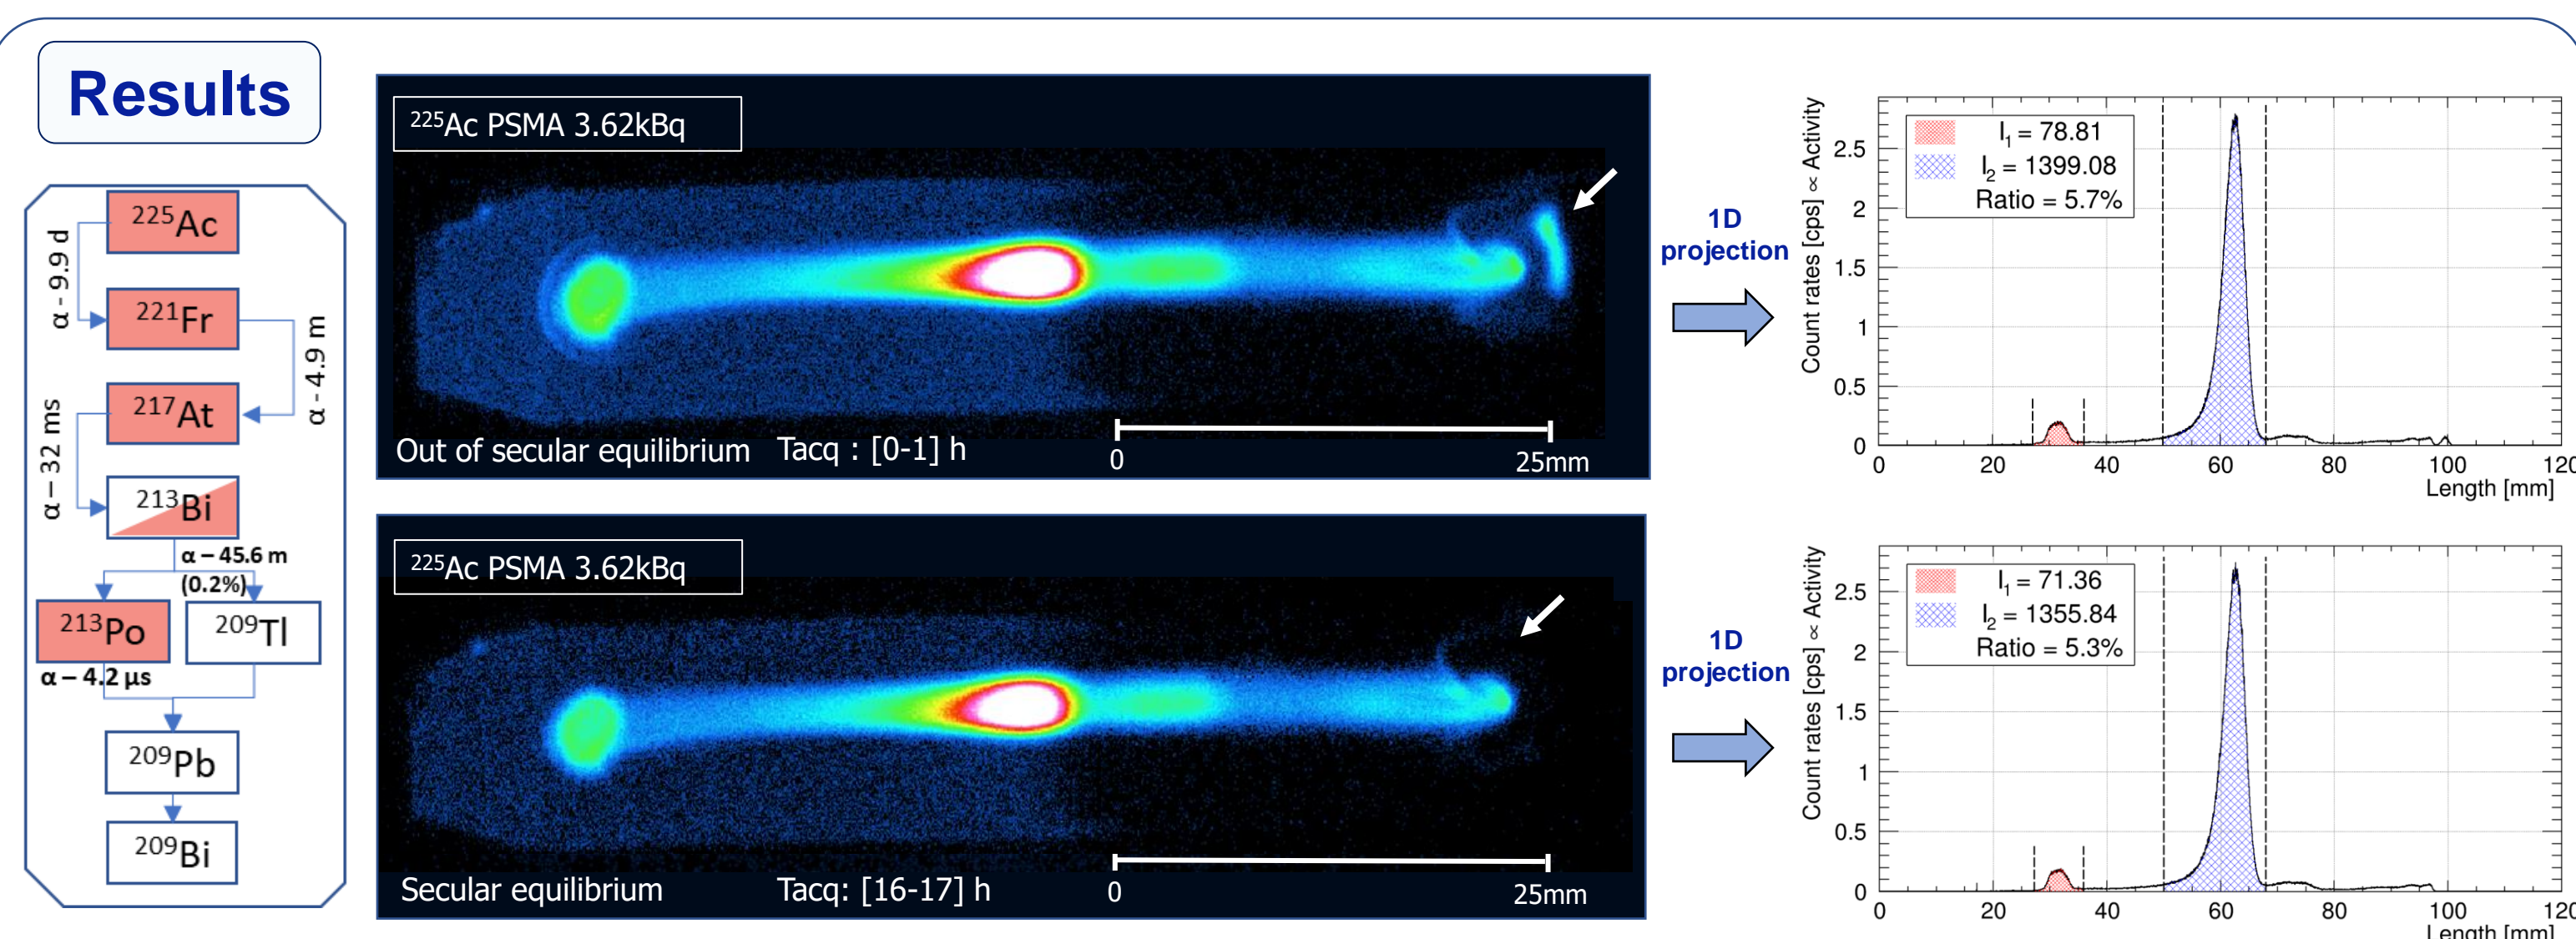 Results
²²⁵Ac
α - 9.9 d
²²¹Fr
α - 4.9 m
²¹⁷At
α – 32 ms
²¹³Bi
α – 45.6 m
(0.2%)
²¹³Po
²⁰⁹Tl
α – 4.2 µs
²⁰⁹Pb
²⁰⁹Bi
²²⁵Ac PSMA 3.62kBq
Out of secular equilibrium Tacq : [0-1] h
0
25mm
1D
projection
Count rates [cps] ∝ Activity
I₁ = 78.81
I₂ = 1399.08
Ratio = 5.7%
2.5
2
1.5
1
0.5
0
0 20 40 60 80 100 120
Length [mm]
²²⁵Ac PSMA 3.62kBq
Secular equilibrium Tacq: [16-17] h
0
25mm
1D
projection
Count rates [cps] ∝ Activity
I₁ = 71.36
I₂ = 1355.84
Ratio = 5.3%
2.5
2
1.5
1
0.5
0
0 20 40 60 80 100 120
Length [mm]